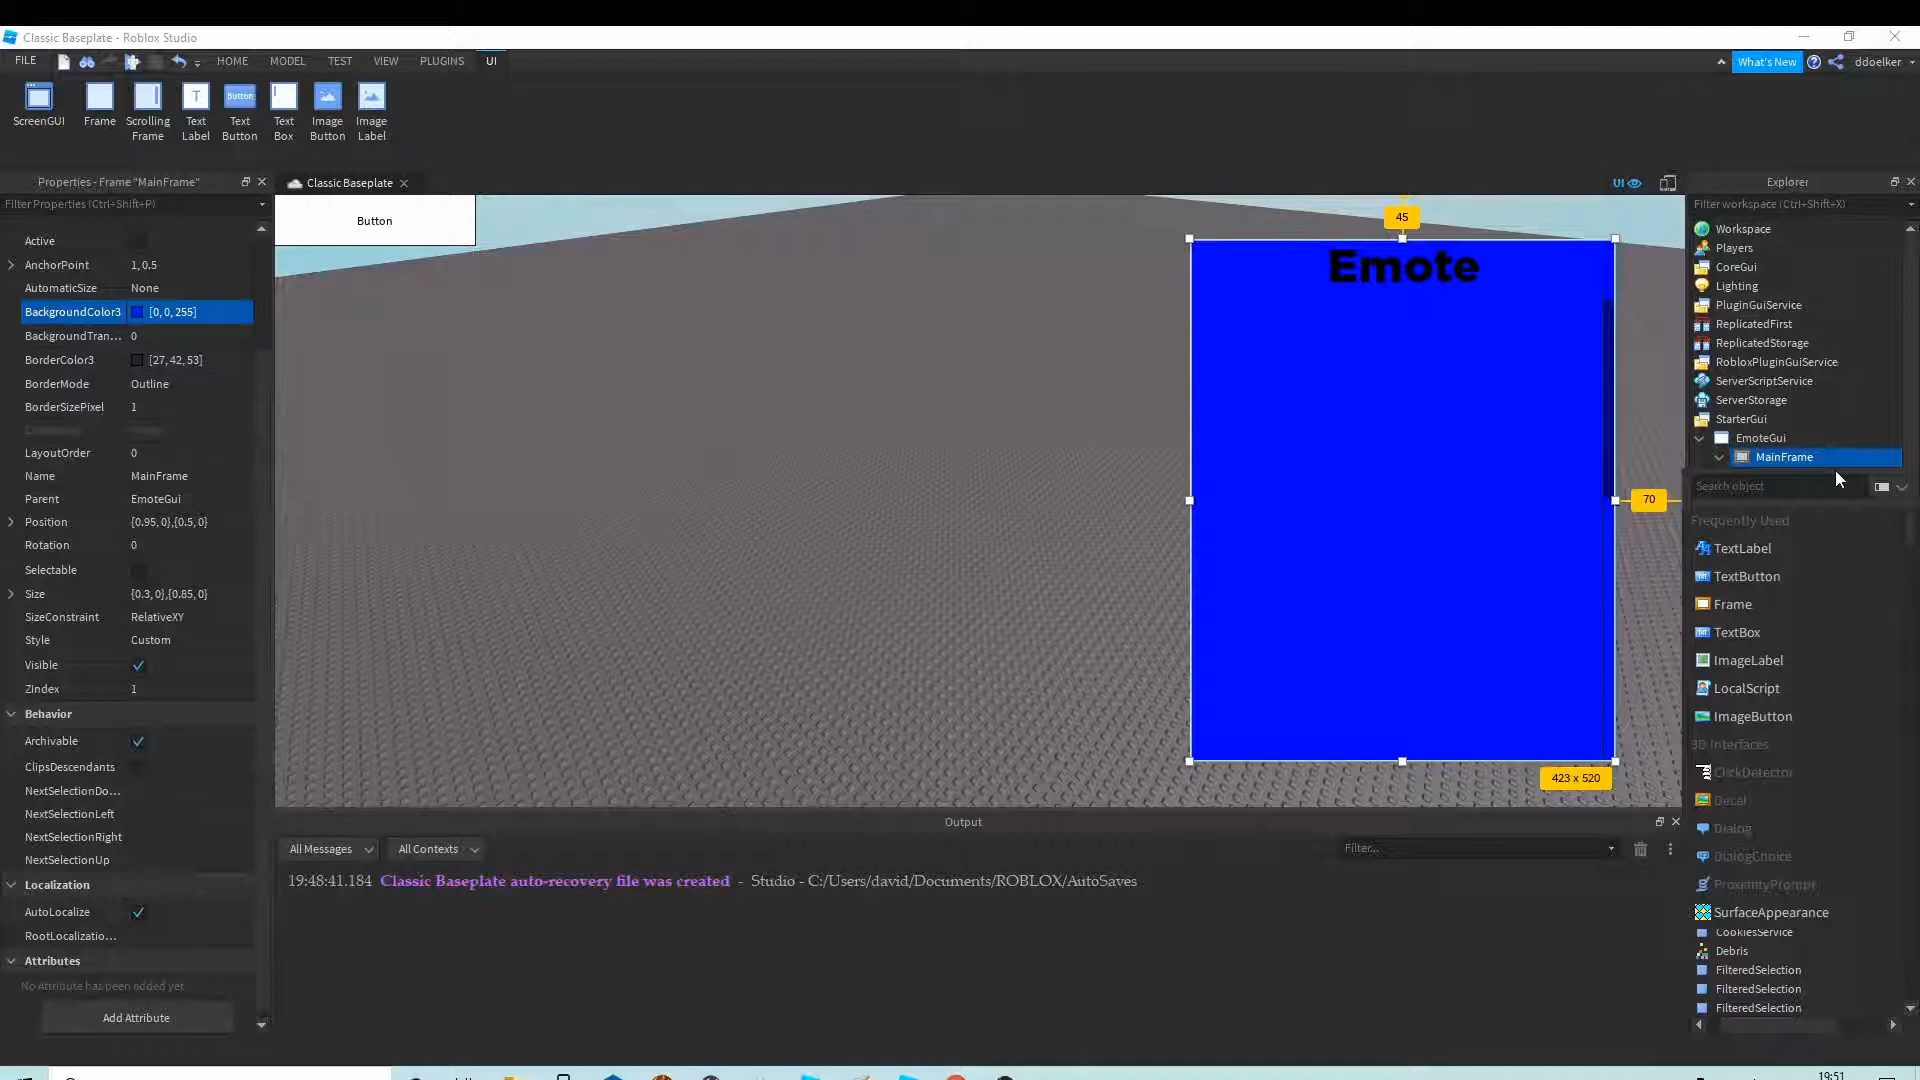 Classic Baseplate - Roblox Studio
FILE
HOME
MODEL
TEST
VIEW
PLUGINS
UI
What's New
ddoelker
ScreenGUI
Frame
Scrolling
Frame
Text
Label
Button
Text
Button
Text
Box
Image
Button
Image
Label
Properties - Frame "MainFrame"
Filter Properties (Ctrl+Shift+P)
Active
AnchorPoint 1, 0.5
AutomaticSize None
BackgroundColor3 [0, 0, 255]
BackgroundTran... 0
BorderColor3 [27, 42, 53]
BorderMode Outline
BorderSizePixel 1
LayoutOrder 0
Name MainFrame
Parent EmoteGui
Position {0.95, 0},{0.5, 0}
Rotation 0
Selectable
Size {0.3, 0},{0.85, 0}
SizeConstraint RelativeXY
Style Custom
Visible
ZIndex 1
Behavior
Archivable
ClipsDescendants
NextSelectionDo...
NextSelectionLeft
NextSelectionRight
NextSelectionUp
Localization
AutoLocalize
RootLocalizatio...
Attributes
No Attribute has been added yet
Add Attribute
Classic Baseplate
UI
Button
45
Emote
70
423 x 520
Output
All Messages
All Contexts
Filter...
19:48:41.184 Classic Baseplate auto-recovery file was created - Studio - C:/Users/david/Documents/ROBLOX/AutoSaves
Explorer
Filter workspace (Ctrl+Shift+X)
Workspace
Players
CoreGui
Lighting
PluginGuiService
ReplicatedFirst
ReplicatedStorage
RobloxPluginGuiService
ServerScriptService
ServerStorage
StarterGui
EmoteGui
MainFrame
Search object
Frequently Used
TextLabel
TextButton
Frame
TextBox
ImageLabel
LocalScript
ImageButton
3D Interfaces
ClickDetector
Decal
Dialog
DialogChoice
ProximityPrompt
SurfaceAppearance
CookiesService
Debris
FilteredSelection
FilteredSelection
FilteredSelection
19:51